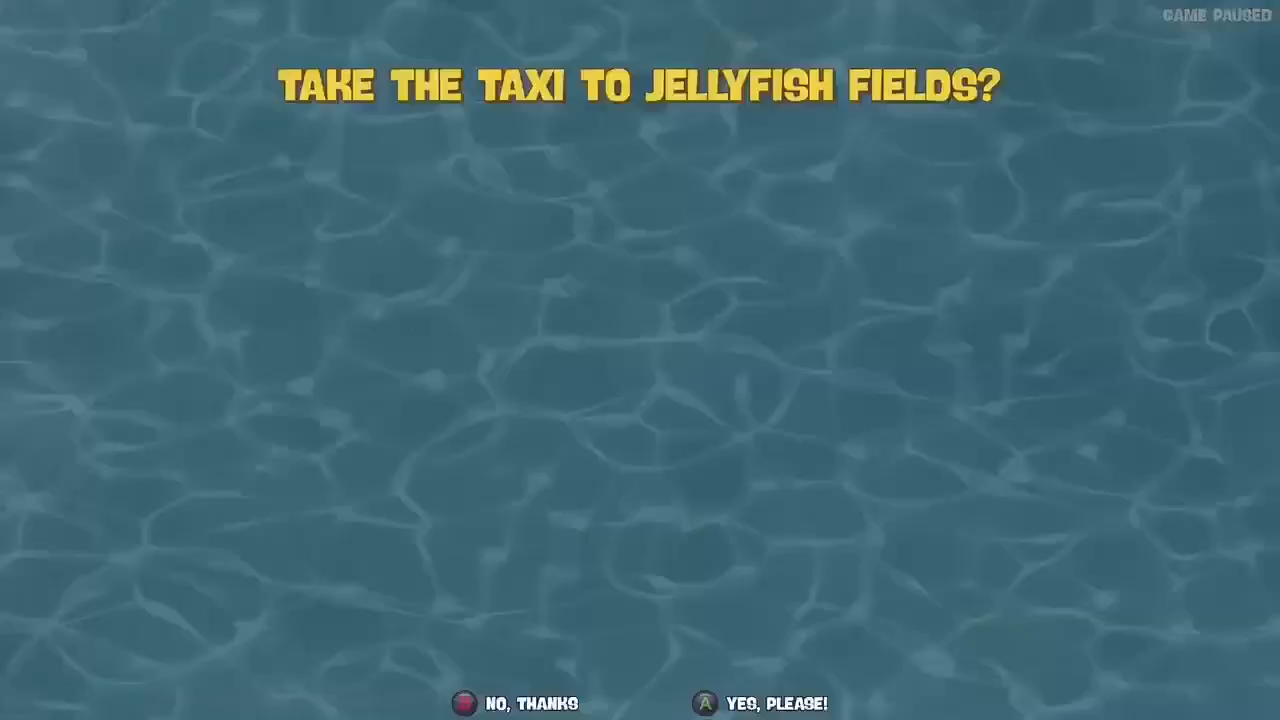 GAME PAUSED
TAKE THE TAXI TO JELLYFISH FIELDS?
NO, THANKS
A YES, PLEASE!